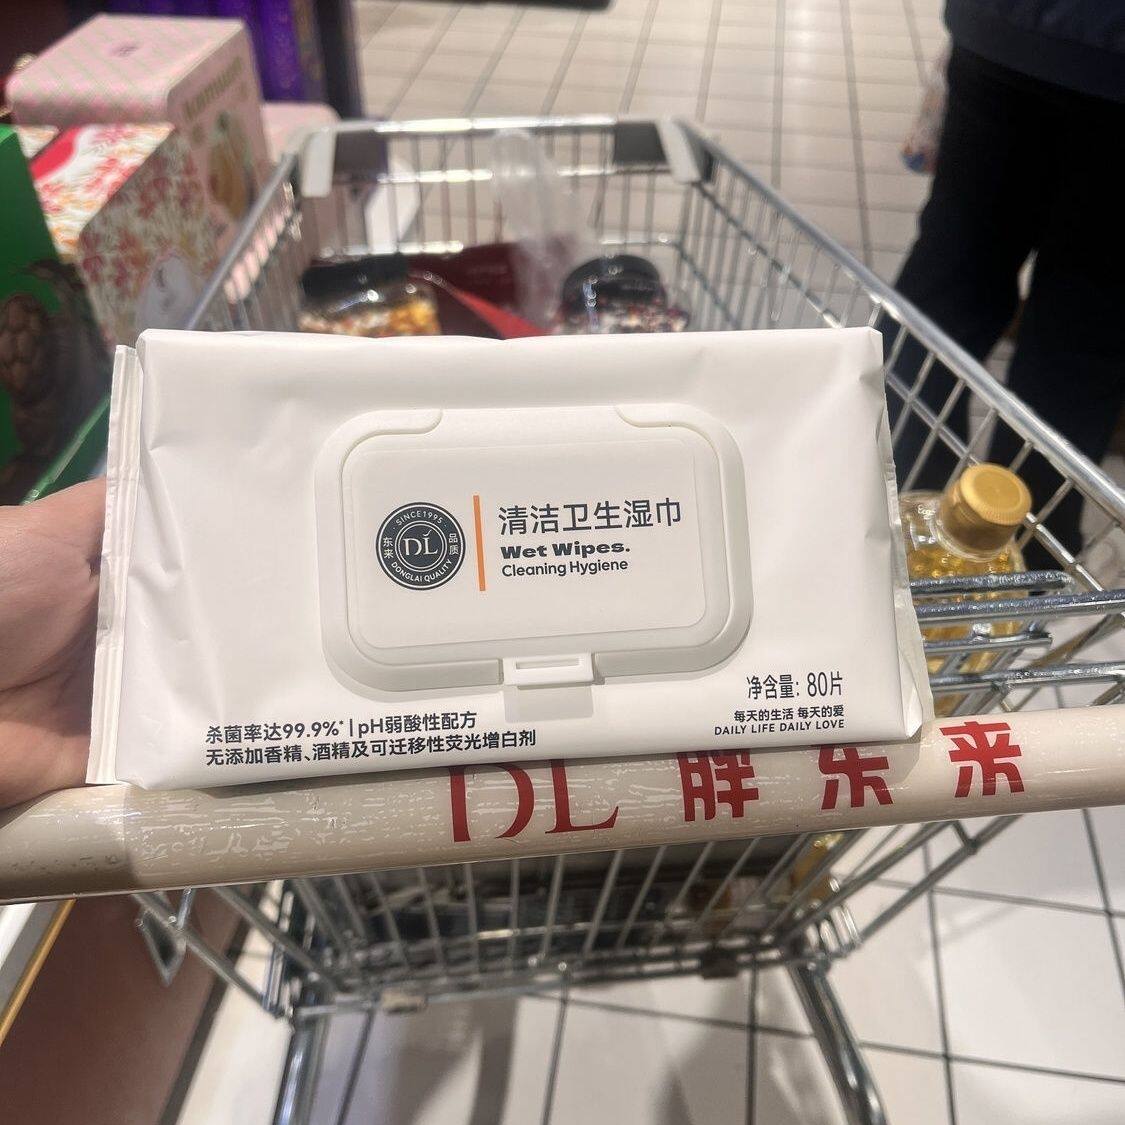 SINCE1995
东来
DL
品质
DONGLAI QUALITY
清洁卫生湿巾
Wet Wipes.
Cleaning Hygiene
净含量：80片
每天的生活 每天的爱
DAILY LIFE DAILY LOVE
杀菌率达99.9%* | pH弱酸性配方
无添加香精、酒精及可迁移性荧光增白剂
DL 胖东来